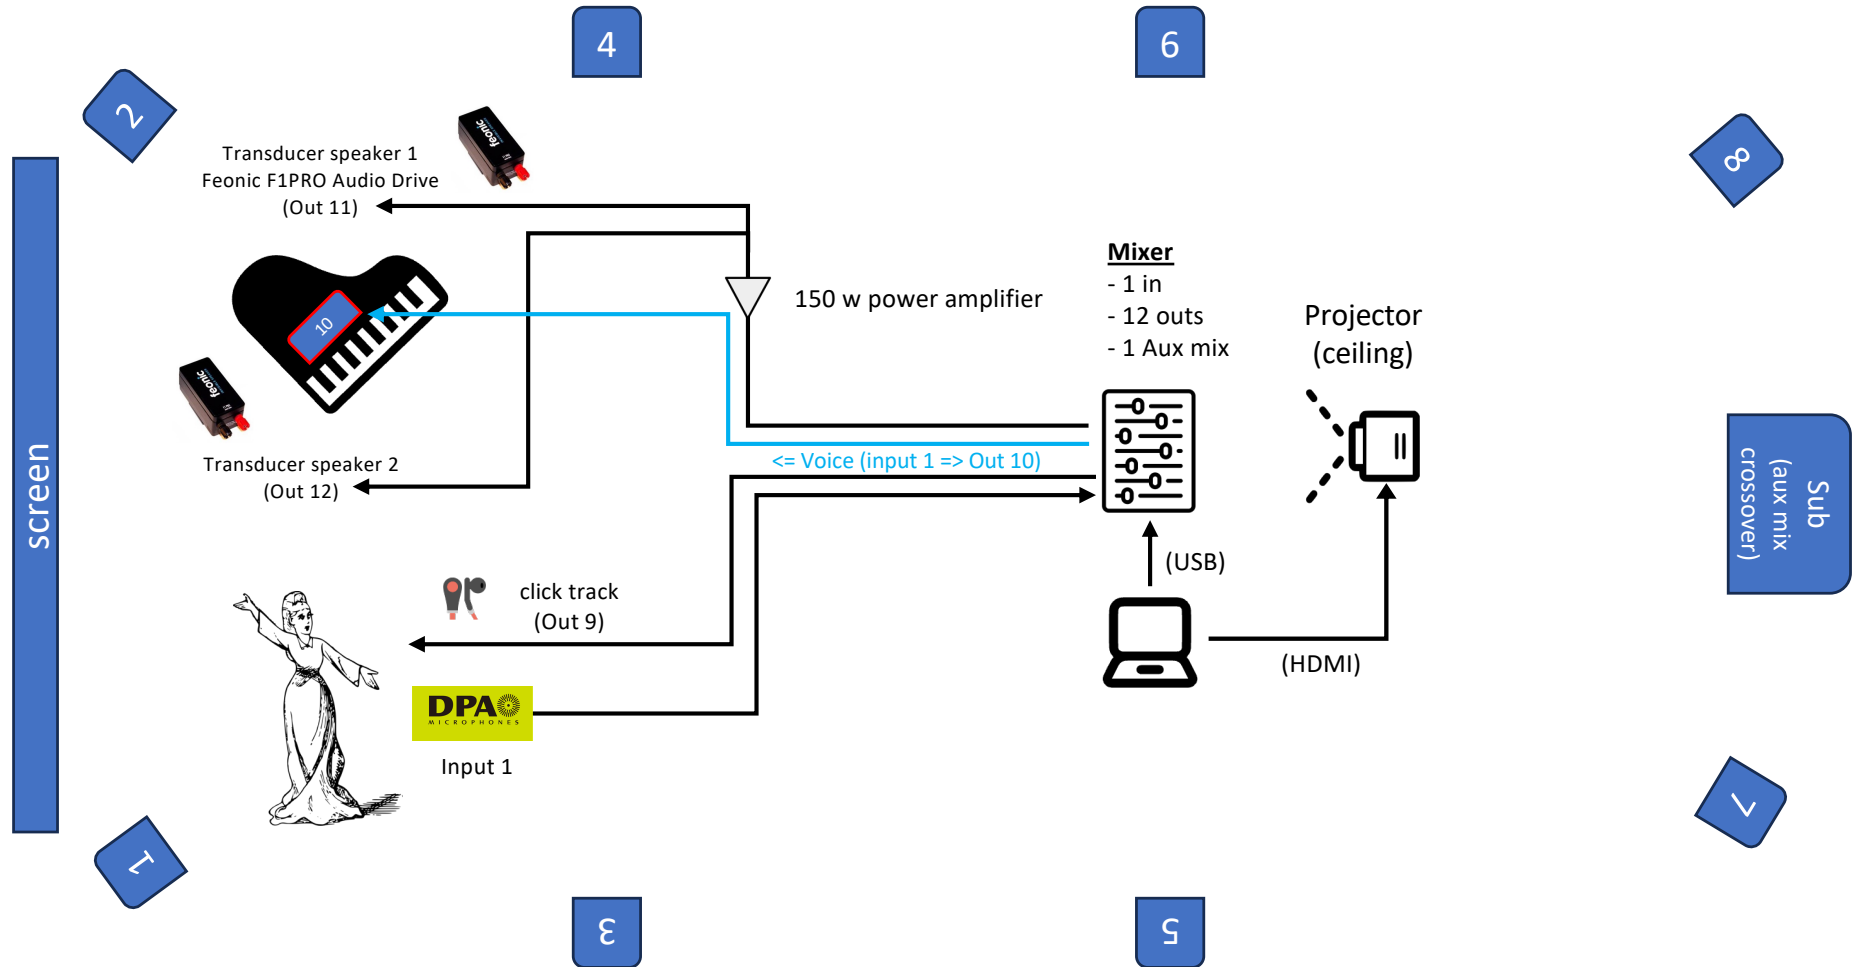 4
6
2
8
Transducer speaker 1
Feonic F1PRO Audio Drive
(Out 11)
feonic
Mixer
- 1 in
- 12 outs
- 1 Aux mix
150 w power amplifier
Projector
(ceiling)
10
feonic
<= Voice (input 1 => Out 10)
Transducer speaker 2
(Out 12)
screen
Sub
(aux mix
crossover)
(USB)
click track
(Out 9)
(HDMI)
DPA
MICROPHONES
Input 1
7
1
3
5